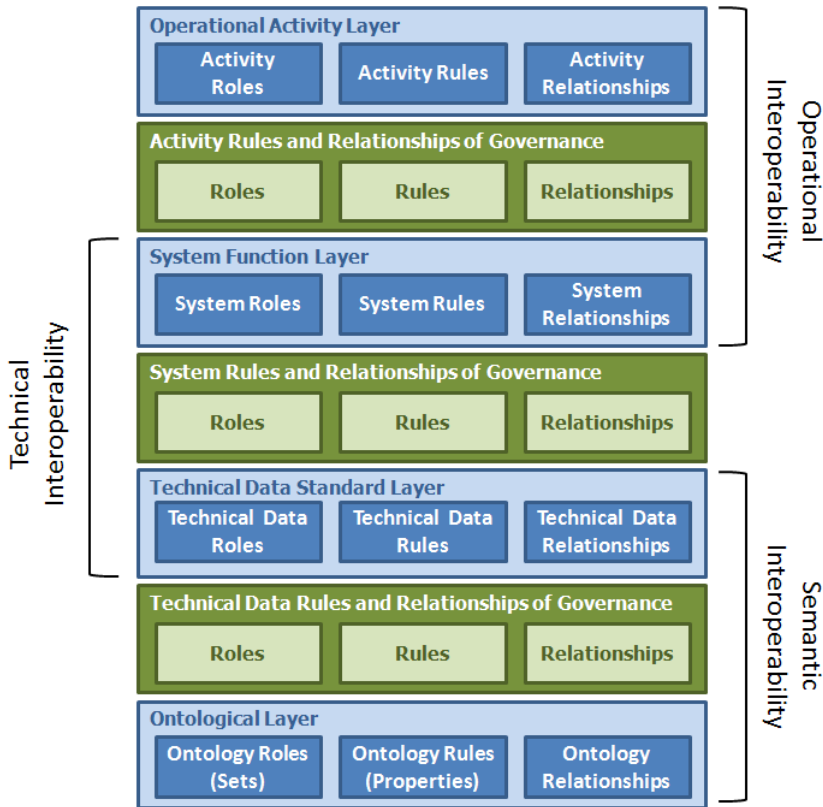 Operational Activity Layer
Activity
Roles
Activity Rules
Activity
Relationships
Activity Rules and Relationships of Governance
Roles
Rules
Relationships
System Function Layer
System Roles
System Rules
System
Relationships
System Rules and Relationships of Governance
Roles
Rules
Relationships
Technical Data Standard Layer
Technical Data
Roles
Technical Data
Rules
Technical Data
Relationships
Technical Data Rules and Relationships of Governance
Roles
Rules
Relationships
Ontological Layer
Ontology Roles
(Sets)
Ontology Rules
(Properties)
Ontology
Relationships
Technical
Interoperability
Operational
Interoperability
Semantic
Interoperability